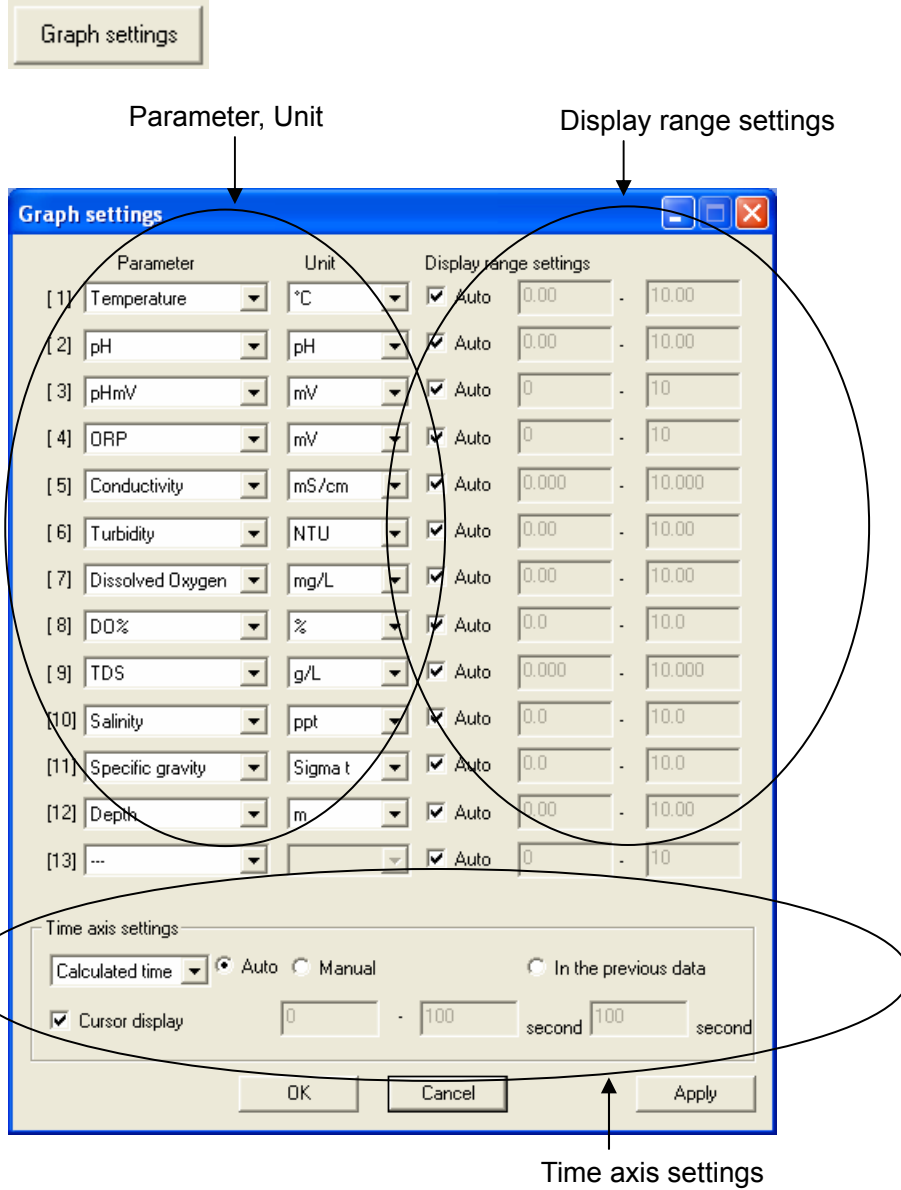 Graph settings
Parameter, Unit
Display range settings
Graph settings
Parameter Unit Display range settings
[ 1] Temperature °C Auto 0.00 - 10.00
[ 2] pH pH Auto 0.00 - 10.00
[ 3] pHmV mV Auto 0 - 10
[ 4] ORP mV Auto 0 - 10
[ 5] Conductivity mS/cm Auto 0.000 - 10.000
[ 6] Turbidity NTU Auto 0.00 - 10.00
[ 7] Dissolved Oxygen mg/L Auto 0.00 - 10.00
[ 8] DO% % Auto 0.0 - 10.0
[ 9] TDS g/L Auto 0.000 - 10.000
[10] Salinity ppt Auto 0.0 - 10.0
[11] Specific gravity Sigma t Auto 0.0 - 10.0
[12] Depth m Auto 0.00 - 10.00
[13] --- Auto 0 - 10
Time axis settings
Calculated time Auto Manual In the previous data
Cursor display 0 - 100 second 100 second
OK Cancel Apply
Time axis settings